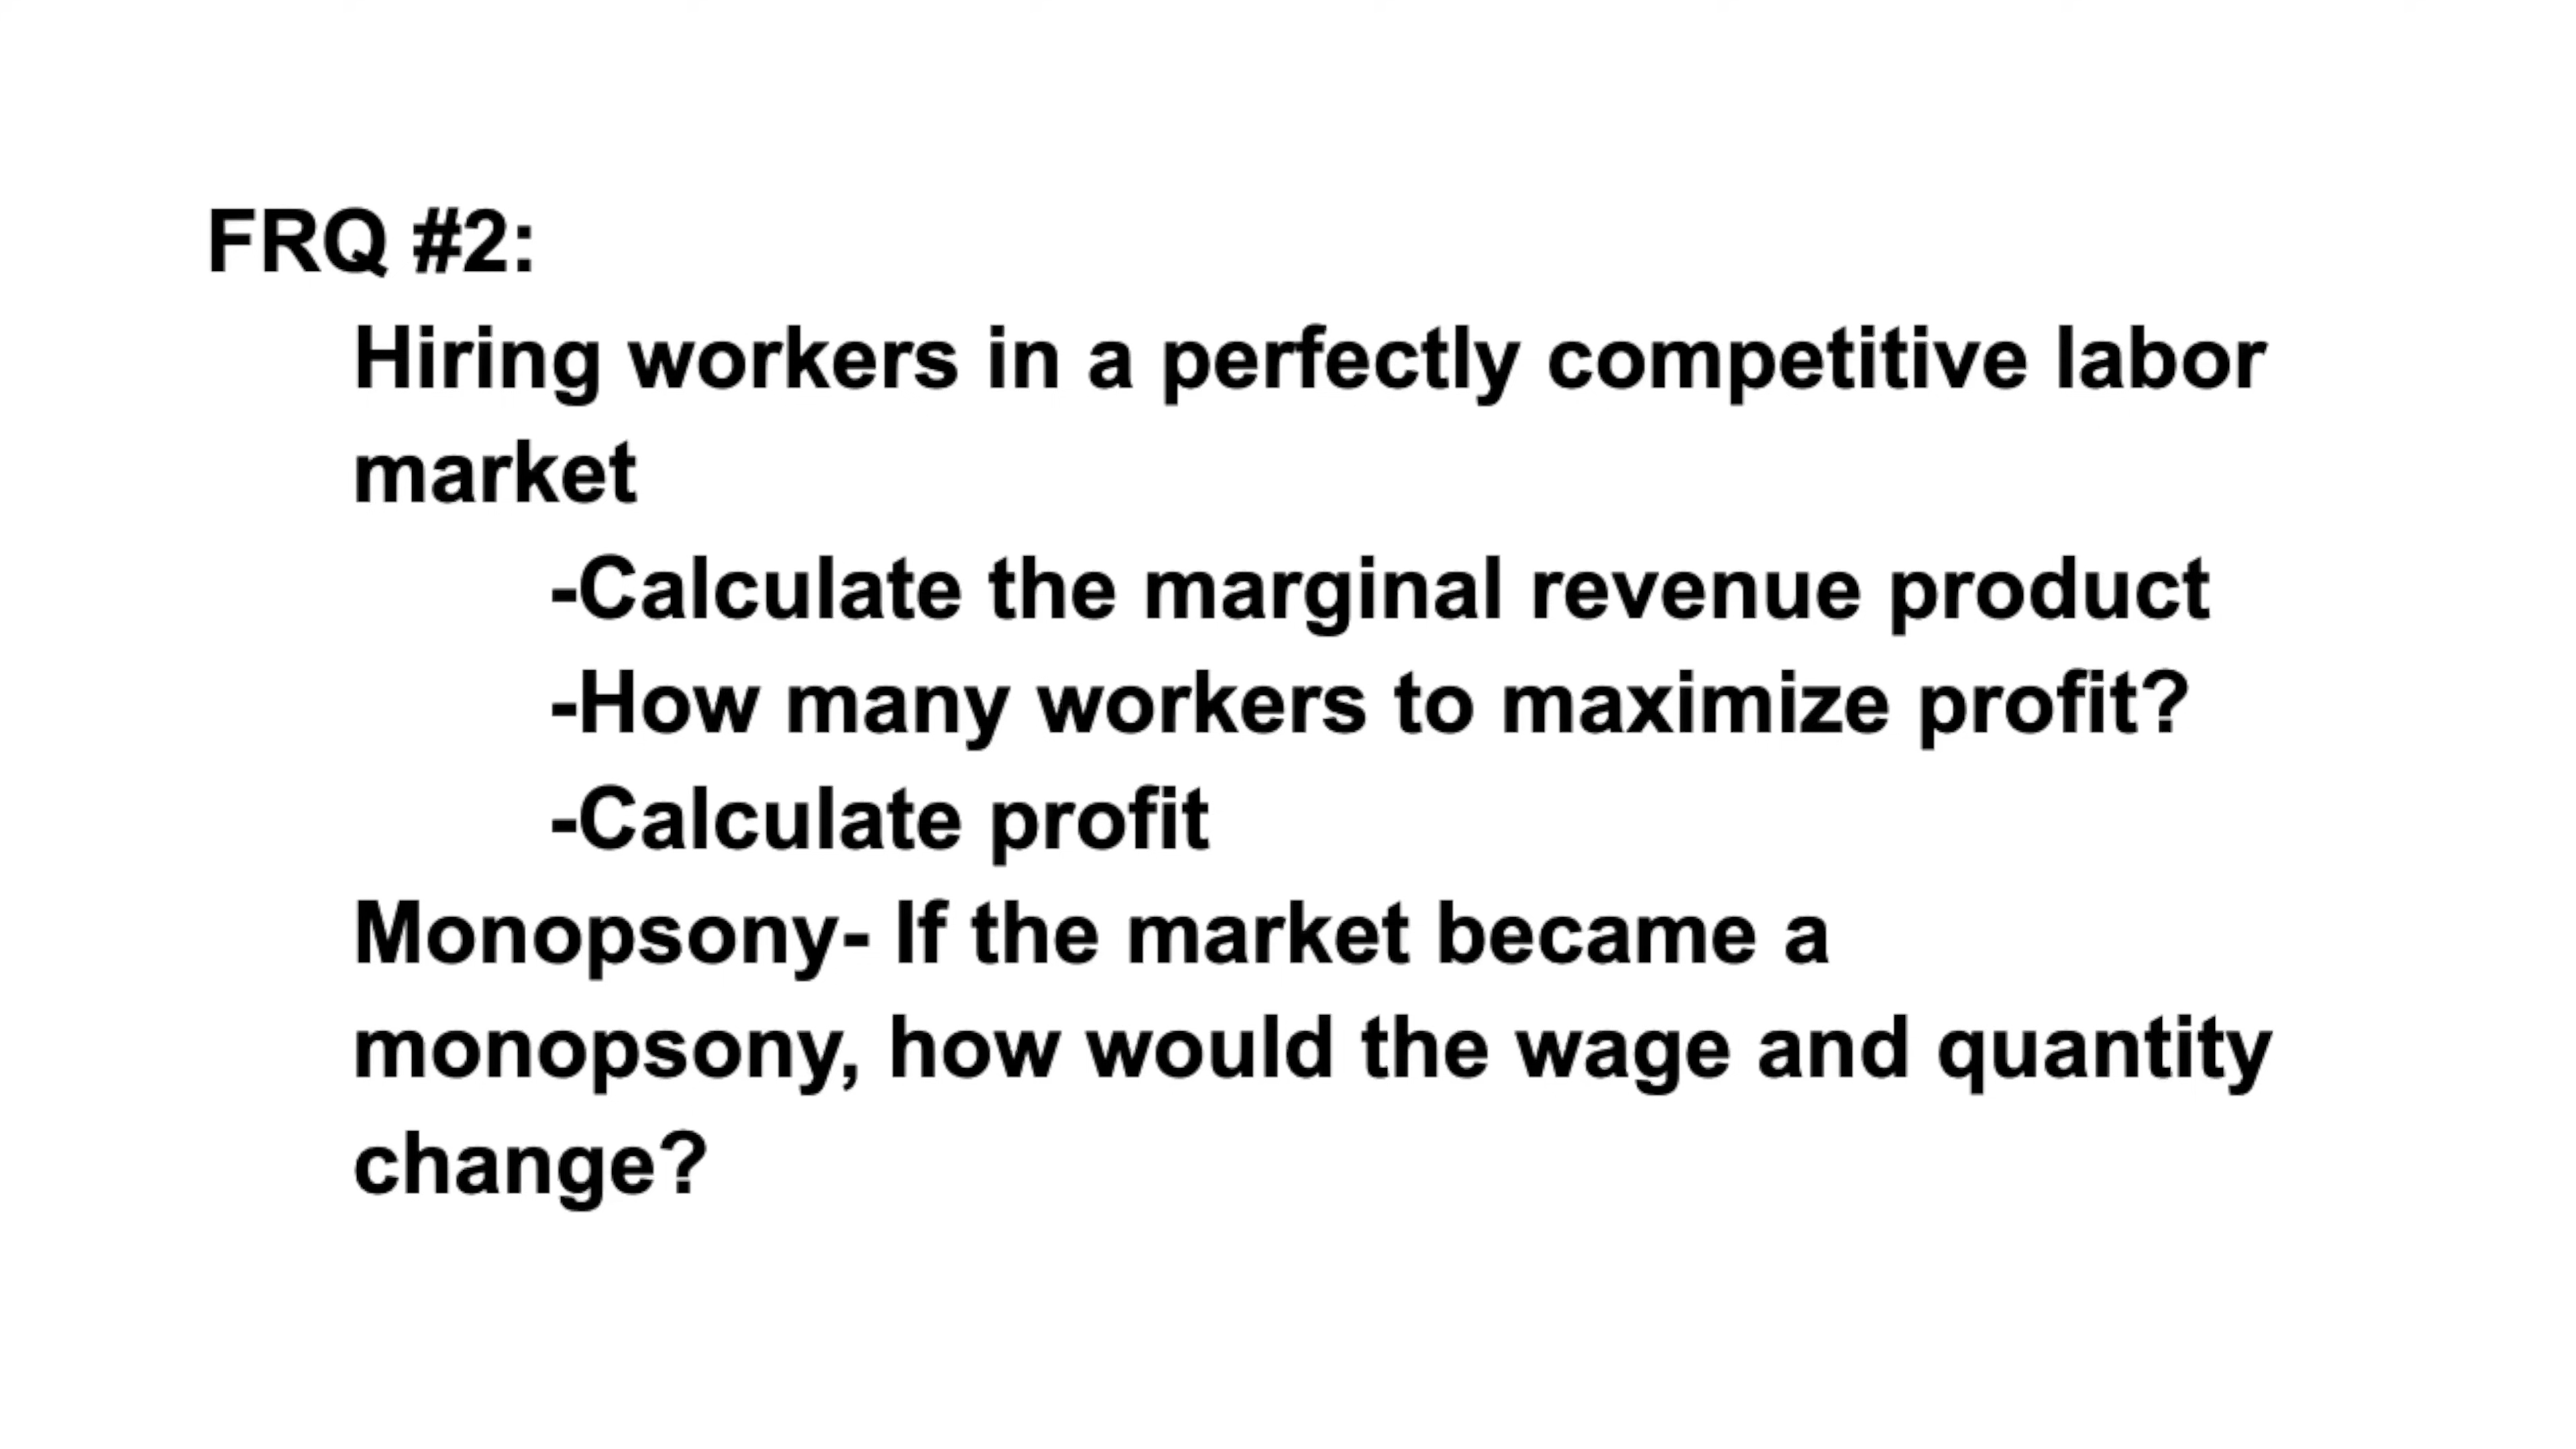 FRQ #2:
Hiring workers in a perfectly competitive labor
market
-Calculate the marginal revenue product
-How many workers to maximize profit?
-Calculate profit
Monopsony- If the market became a
monopsony, how would the wage and quantity
change?